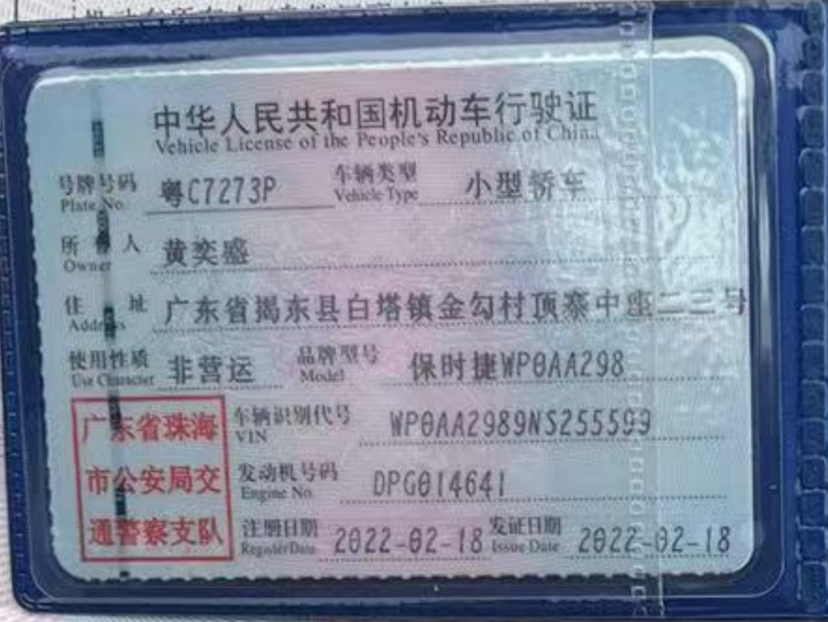 中华人民共和国机动车行驶证
Vehicle License of the People's Republic of China
号牌号码 粤C7273P 车辆类型 小型轿车
Plate No. Vehicle Type
所 人 黄奕盛
Owner
住 址 广东省揭东县白塔镇金勾村顶寨中座二三号
Address
使用性质 非营运 品牌型号 保时捷WP0AA298
Use Character Model
广东省珠海 车辆识别代号 WP0AA2989NS255599
VIN
市公安局交 发动机号码 DPG014641
Engine No.
通警察支队 注册日期 2022-02-18 发证日期 2022-02-18
Register Date Issue Date